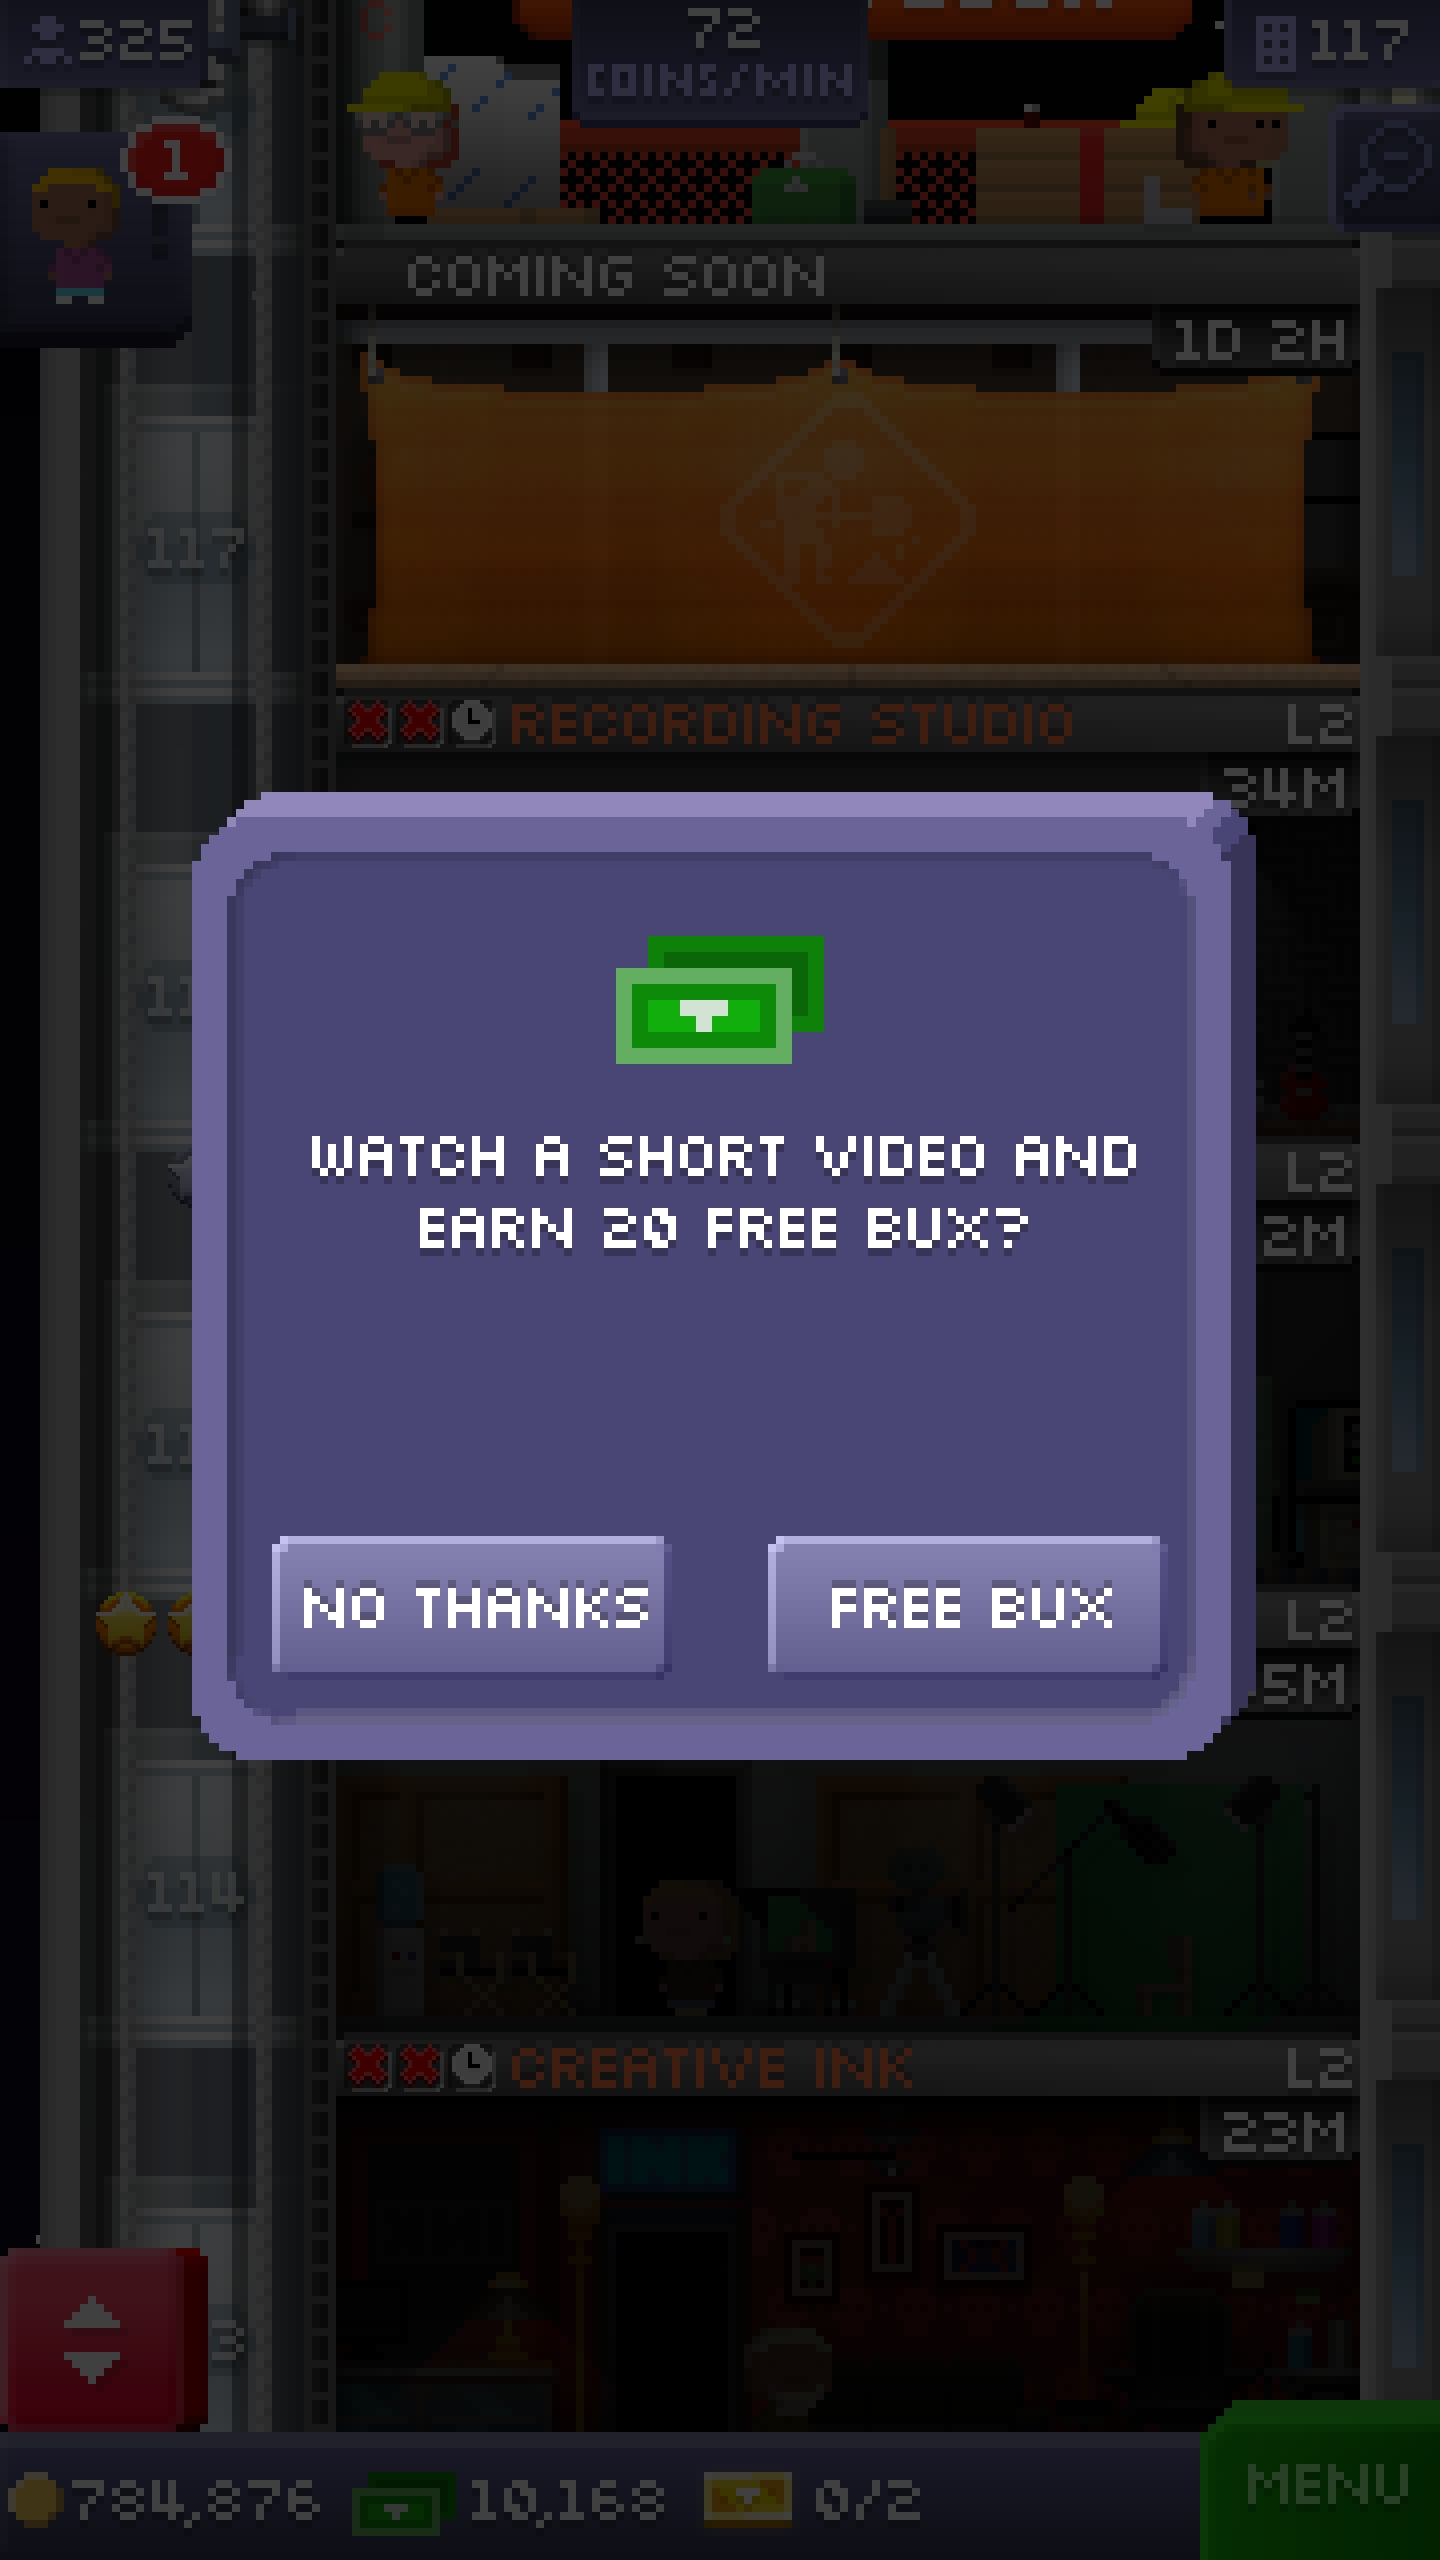 325
72
COINS/MIN
117
1
COMING SOON
1D 2H
117
RECORDING STUDIO
L2
34M
WATCH A SHORT VIDEO AND
EARN 20 FREE BUX?
L2
2M
NO THANKS
FREE BUX
L2
5M
114
CREATIVE INK
L2
23M
INK
3
784,876
10,168
0/2
MENU